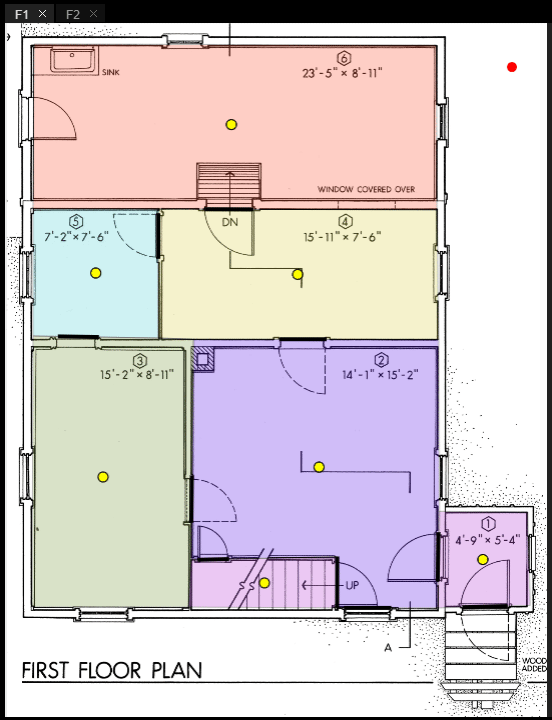 F1 × F2 ×
6
23'-5" × 8'-11"
SINK
WINDOW COVERED OVER
5
7'-2" × 7'-6"
DN
4
15'-11" × 7'-6"
3
15'-2" × 8'-11"
2
14'-1" × 15'-2"
1
4'-9" × 5'-4"
UP
A
FIRST FLOOR PLAN
WOOD
ADDED